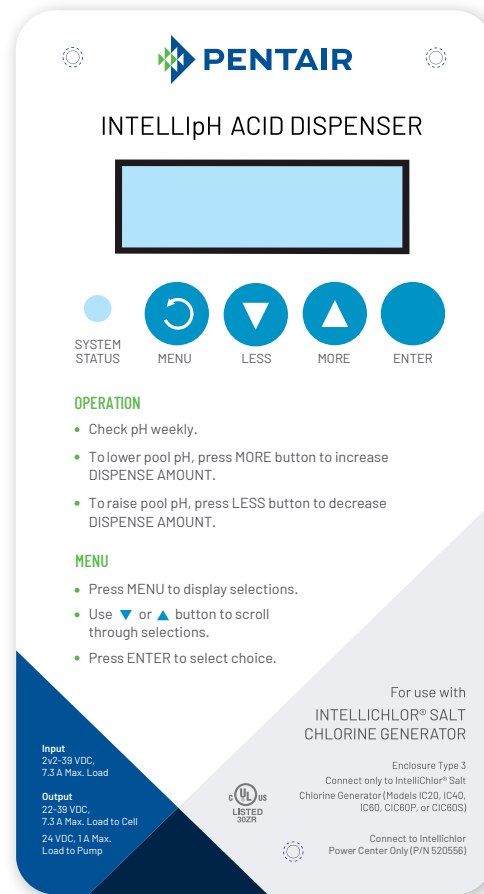 PENTAIR
INTELLIpH ACID DISPENSER
SYSTEM
STATUS
MENU
LESS
MORE
ENTER
OPERATION
• Check pH weekly.
• To lower pool pH, press MORE button to increase
DISPENSE AMOUNT.
• To raise pool pH, press LESS button to decrease
DISPENSE AMOUNT.
MENU
• Press MENU to display selections.
• Use ▼ or ▲ button to scroll
through selections.
• Press ENTER to select choice.
For use with
INTELLICHLOR® SALT
CHLORINE GENERATOR
Input
2v2-39 VDC,
7.3 A Max. Load
Output
22-39 VDC,
7.3 A Max. Load to Cell
24 VDC, 1 A Max.
Load to Pump
C UL US
LISTED
30ZR
Enclosure Type 3
Connect only to IntelliChlor® Salt
Chlorine Generator (Models IC20, IC40,
IC60, CIC60P, or CIC60S)
Connect to Intellichlor
Power Center Only (P/N 520556)